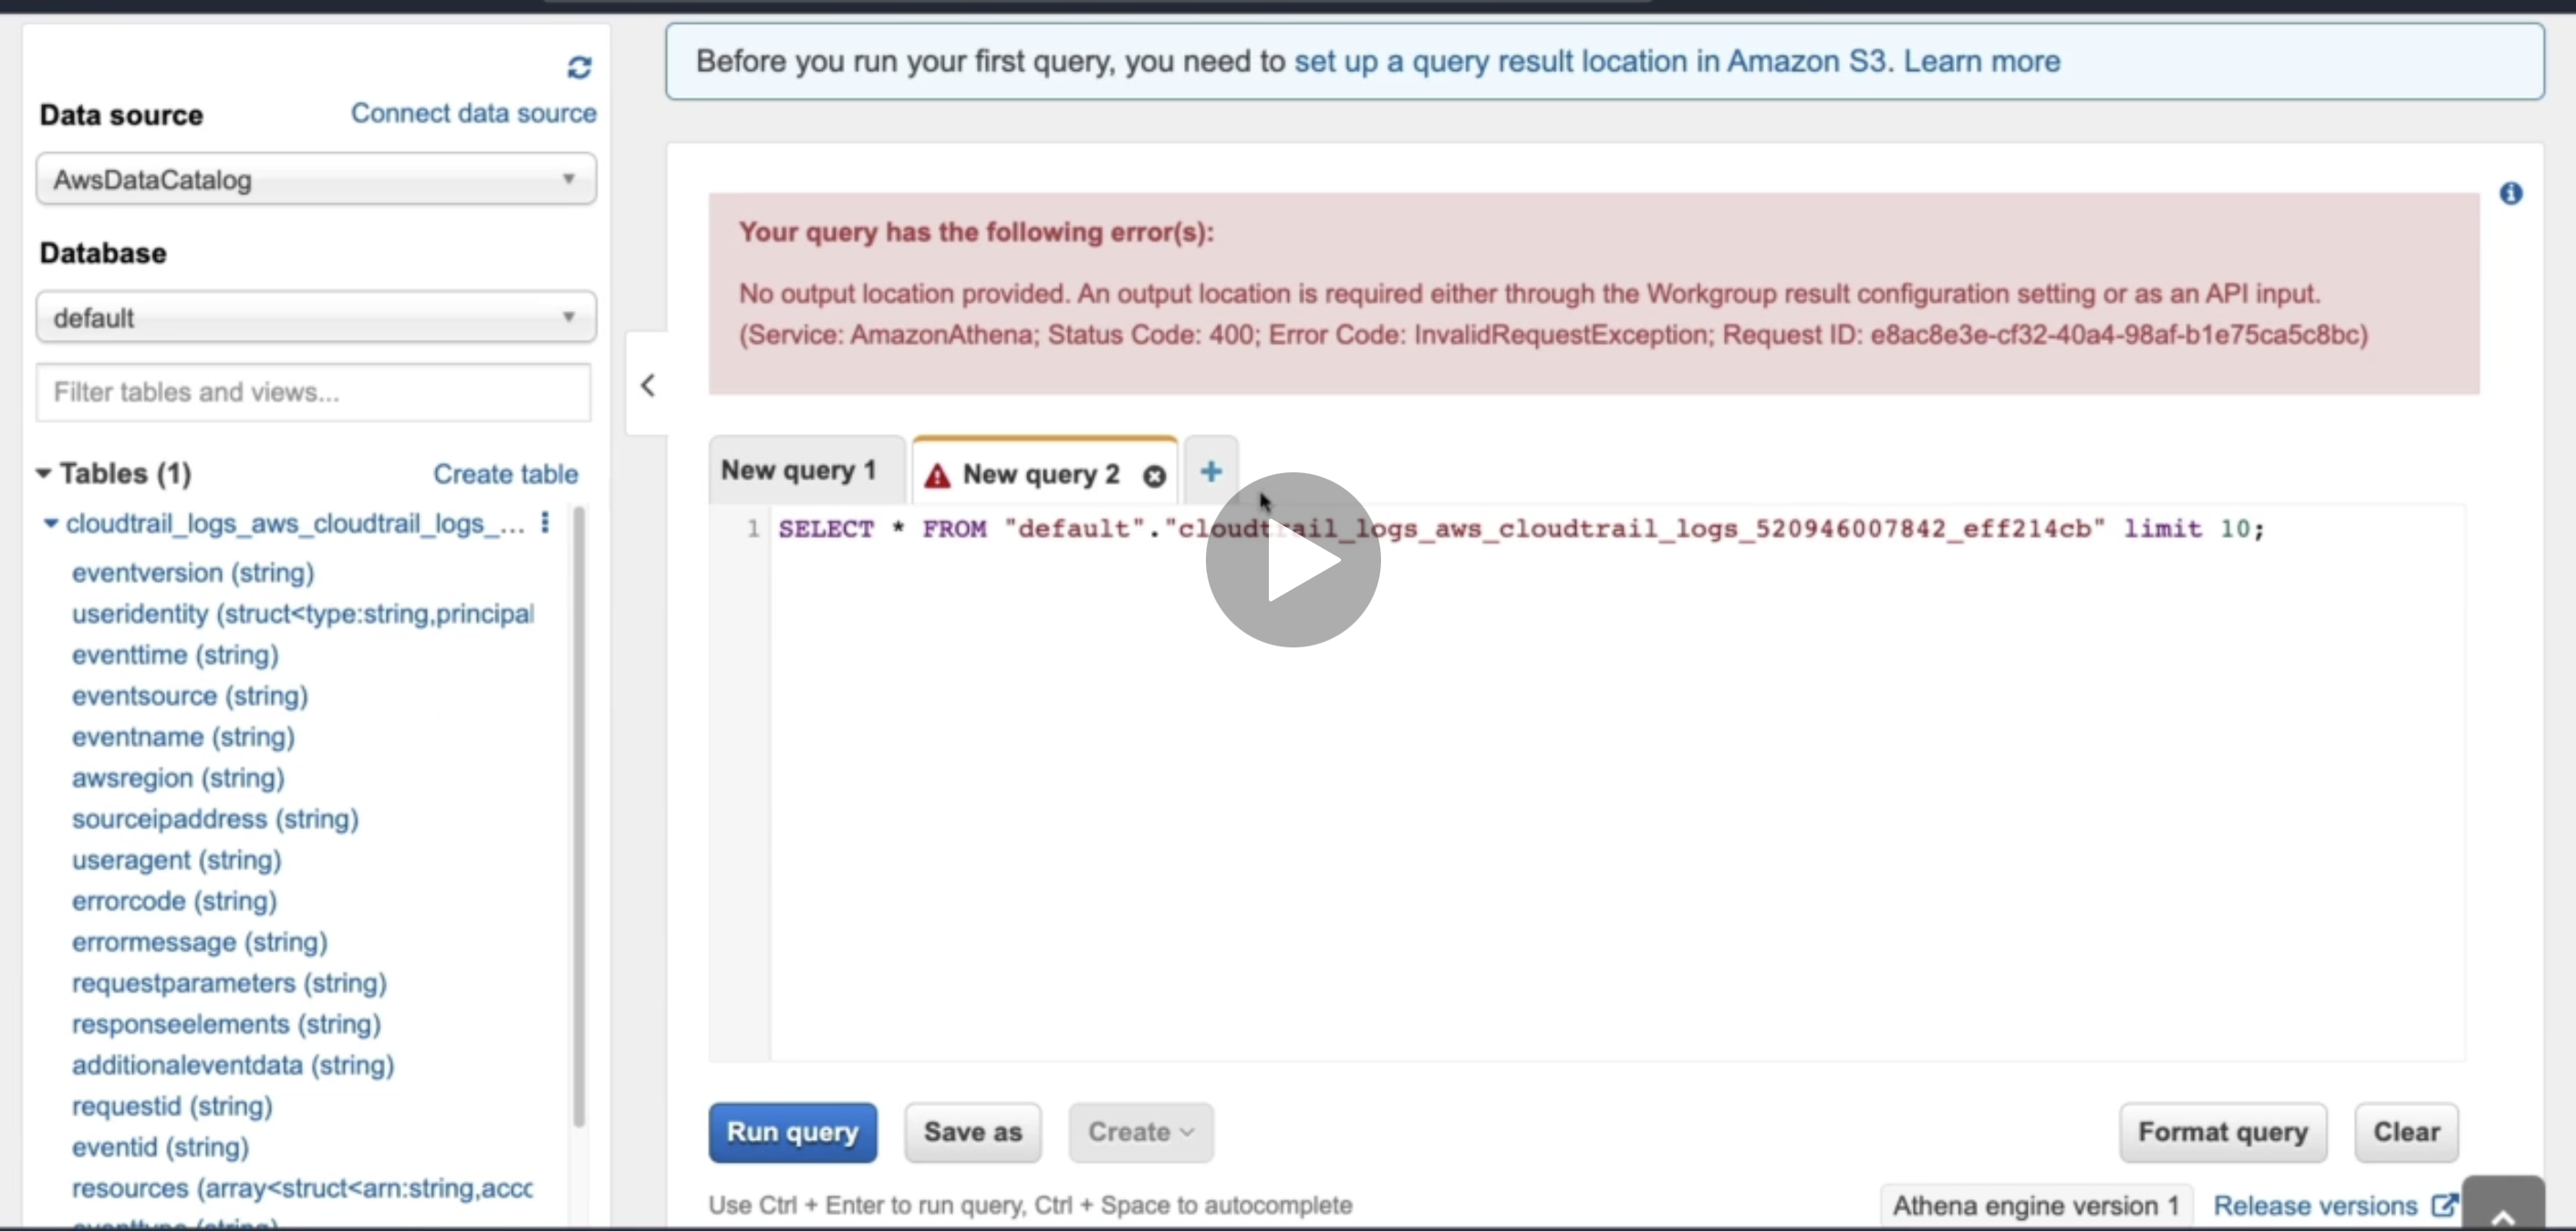 Before you run your first query, you need to set up a query result location in Amazon S3. Learn more
Data source
Connect data source
AwsDataCatalog
Database
default
Filter tables and views...
Tables (1)
Create table
cloudtrail_logs_aws_cloudtrail_logs_...
eventversion (string)
useridentity (struct<type:string,principal
eventtime (string)
eventsource (string)
eventname (string)
awsregion (string)
sourceipaddress (string)
useragent (string)
errorcode (string)
errormessage (string)
requestparameters (string)
responseelements (string)
additionaleventdata (string)
requestid (string)
eventid (string)
resources (array<struct<arn:string,acco
Your query has the following error(s):
No output location provided. An output location is required either through the Workgroup result configuration setting or as an API input.
(Service: AmazonAthena; Status Code: 400; Error Code: InvalidRequestException; Request ID: e8ac8e3e-cf32-40a4-98af-b1e75ca5c8bc)
New query 1
New query 2
+
1 SELECT * FROM "default"."cloudtrail_logs_aws_cloudtrail_logs_520946007842_eff214cb" limit 10;
Run query
Save as
Create
Format query
Clear
Use Ctrl + Enter to run query, Ctrl + Space to autocomplete
Athena engine version 1
Release versions